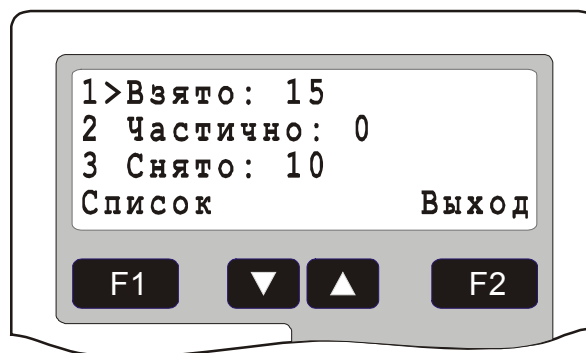 1>Взято: 15
2 Частично: 0
3 Снято: 10
Список Выход
F1 ▼ ▲ F2